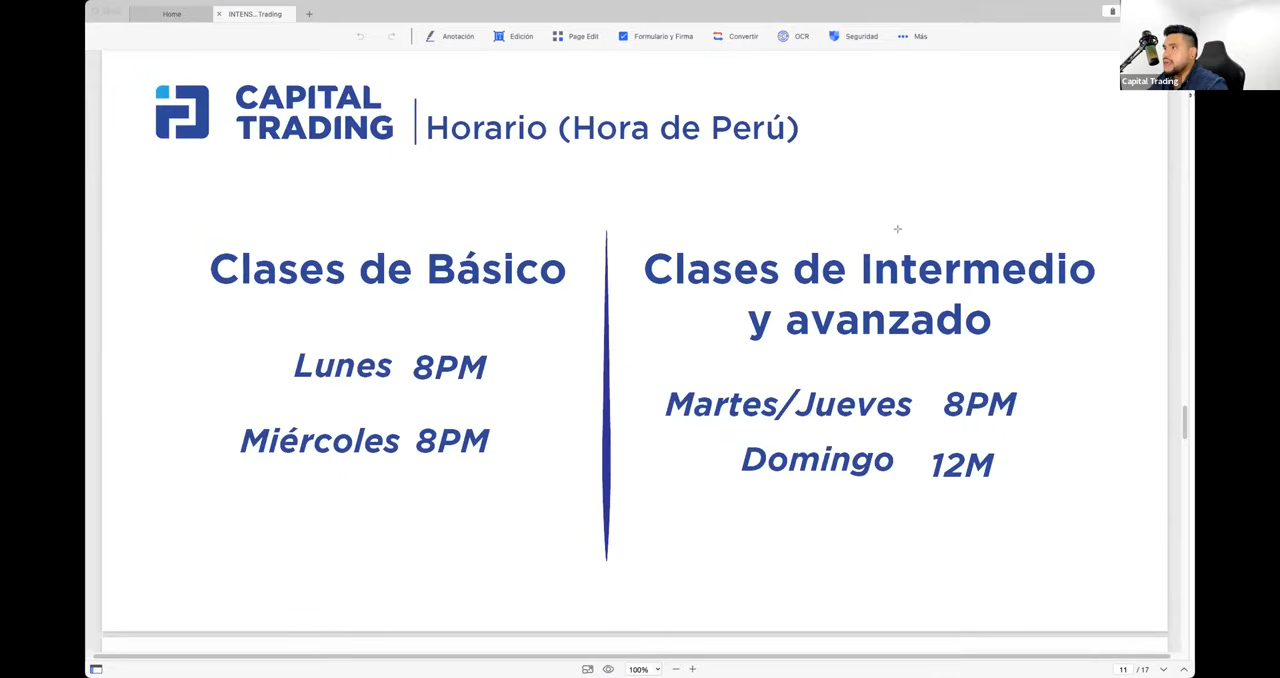 Home
INTENS...Trading
Anotación
Edición
Page Edit
Formulario y Firma
Convertir
OCR
Seguridad
Más
Capital Trading
CAPITAL
TRADING
Horario (Hora de Perú)
Clases de Básico
Lunes 8PM
Miércoles 8PM
Clases de Intermedio
y avanzado
Martes/Jueves 8PM
Domingo 12M
100%
11 / 17